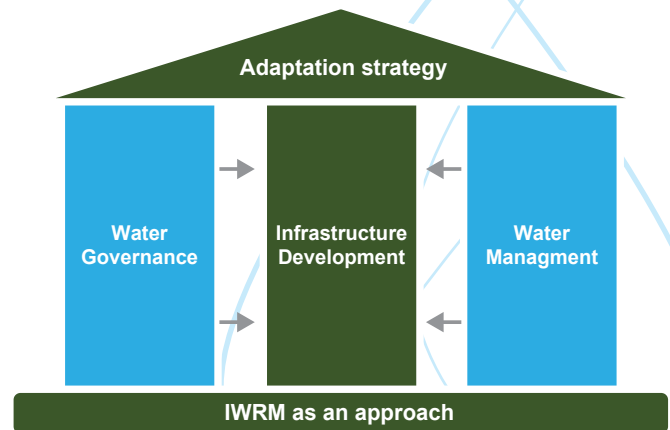 Adaptation strategy
Water
Governance
Infrastructure
Development
Water
Managment
IWRM as an approach